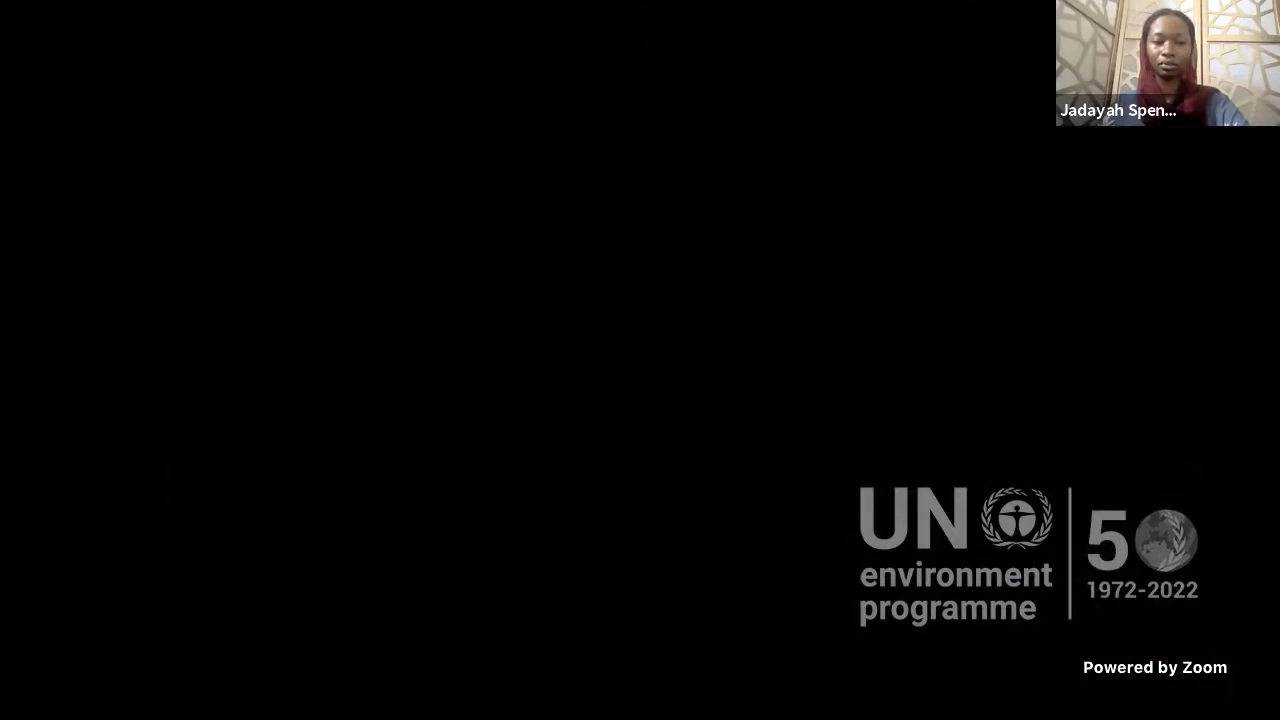 Jadayah Spen...
UN
environment
programme
50
1972-2022
Powered by Zoom